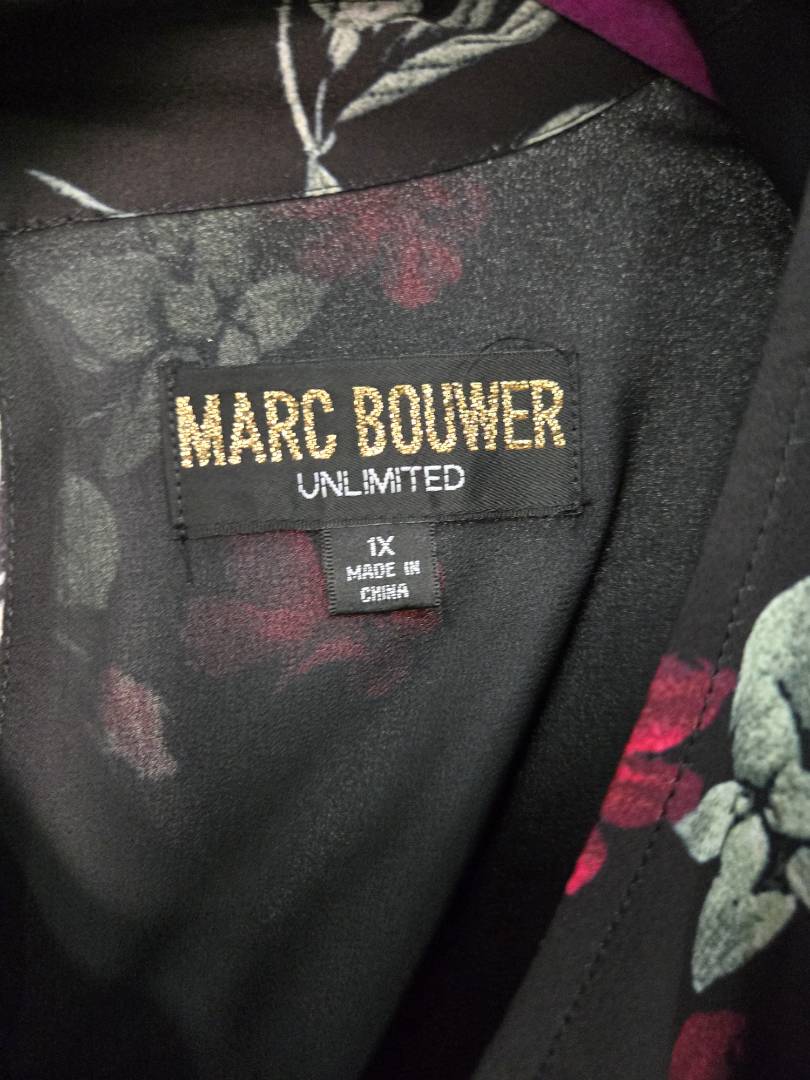 MARC BOUWER
UNLIMITED
1X
MADE IN
CHINA